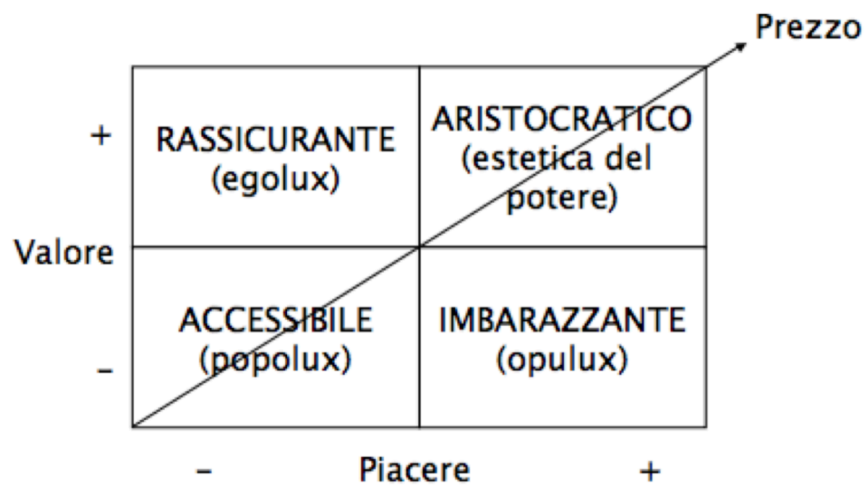 Prezzo
+
RASSICURANTE
(egolux)
ARISTOCRATICO
(estetica del
potere)
Valore
ACCESSIBILE
(popolux)
IMBARAZZANTE
(opulux)
–
– Piacere +